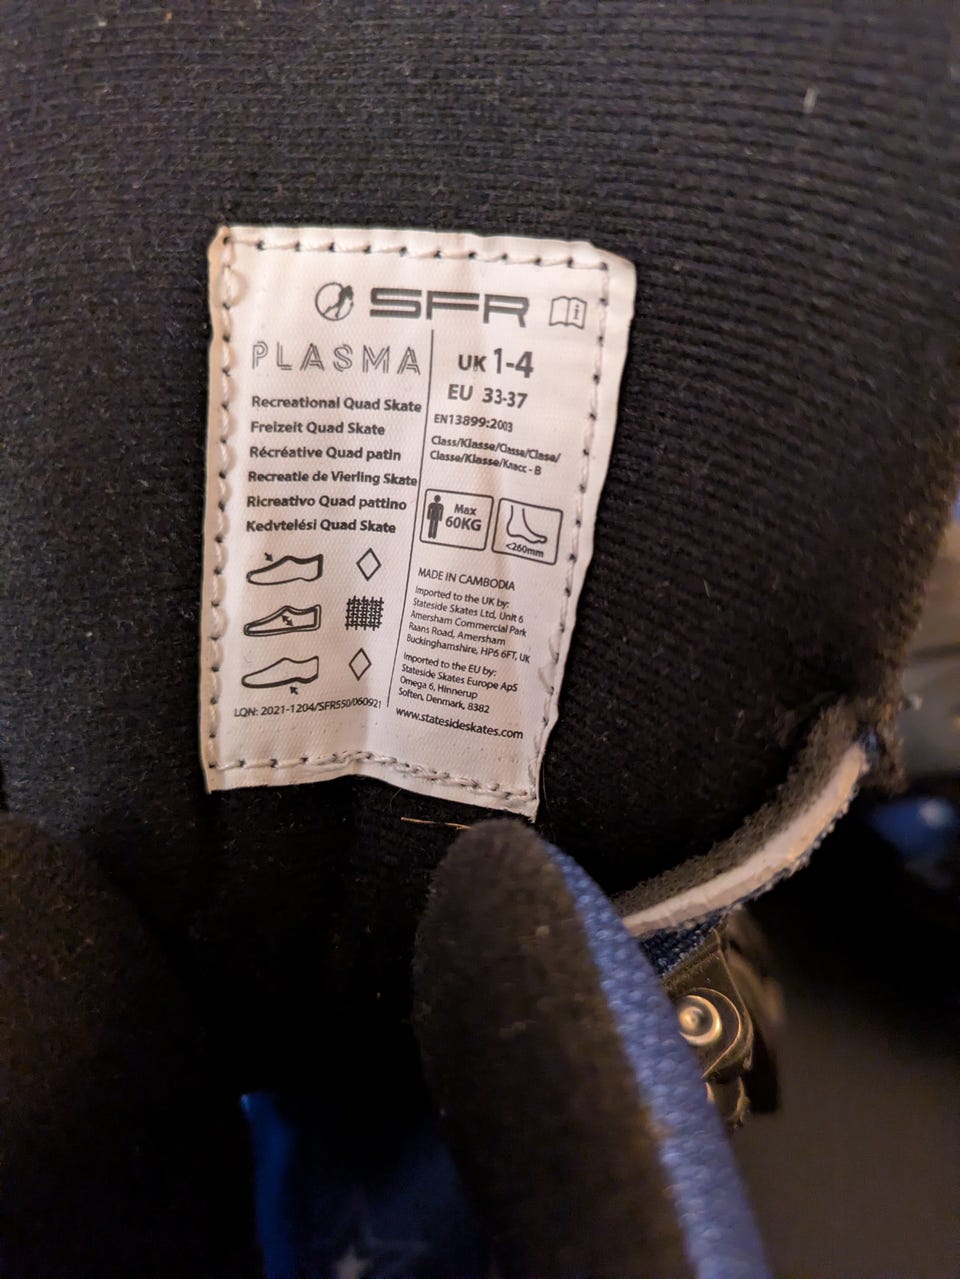 SFR
PLASMA
Recreational Quad Skate
Freizeit Quad Skate
Récréative Quad patin
Recreatie de Vierling Skate
Ricreativo Quad pattino
Kedvtelési Quad Skate
LQN: 2021-1204/SFR550/060921
UK 1-4
EU 33-37
EN13899:2003
Class/Klasse/Classe/Clase/
Classe/Klasse/Класс - B
Max
60KG
<260mm
MADE IN CAMBODIA
Imported to the UK by:
Stateside Skates Ltd, Unit 6
Amersham Commercial Park
Raans Road, Amersham
Buckinghamshire, HP6 6FT, UK
Imported to the EU by:
Stateside Skates Europe ApS
Omega 6, Hinnerup
Soften, Denmark, 8382
www.statesideskates.com